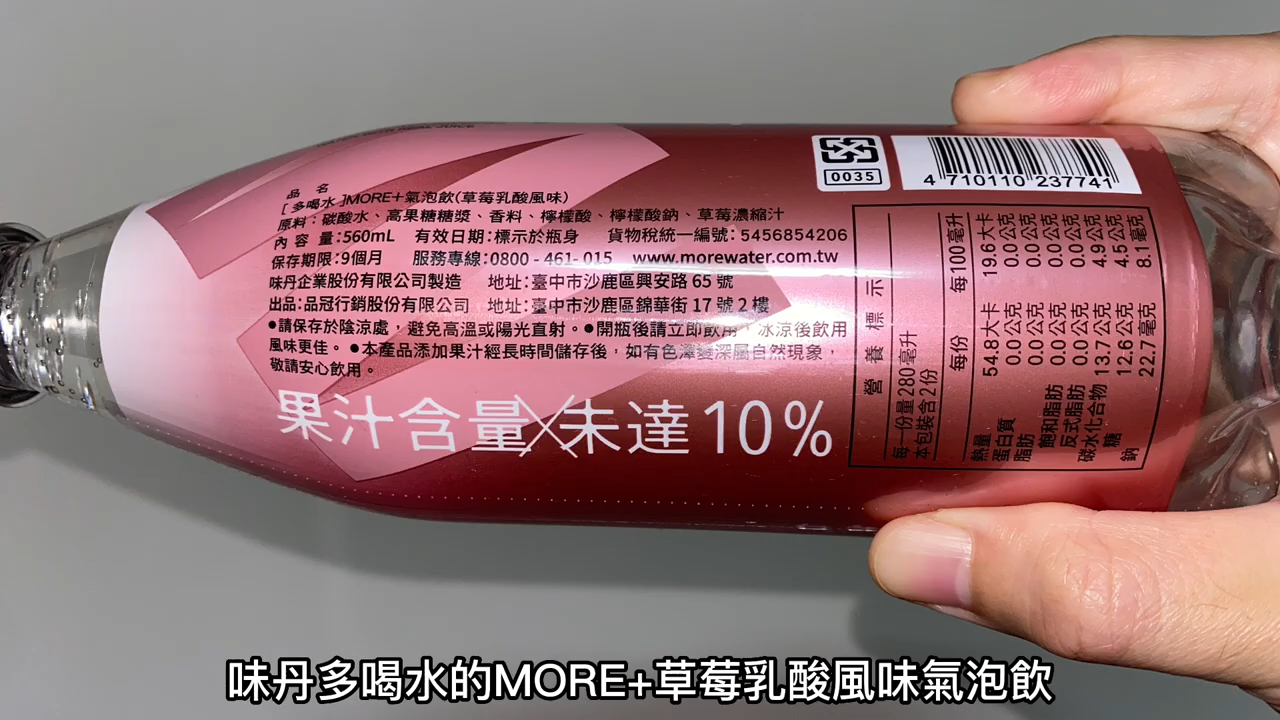 品 名
[多喝水]MORE+氣泡飲(草莓乳酸風味)
原料：碳酸水、高果糖糖漿、香料、檸檬酸、檸檬酸鈉、草莓濃縮汁
內容量：560mL 有效日期：標示於瓶身 貨物稅統一編號：5456854206
保存期限：9個月 服務專線：0800-461-015 www.morewater.com.tw
味丹企業股份有限公司製造 地址：臺中市沙鹿區興安路65號
出品：品冠行銷股份有限公司 地址：臺中市沙鹿區錦華街17號2樓
●請保存於陰涼處，避免高溫或陽光直射。●開瓶後請立即飲用，冰涼後飲用
風味更佳。●本產品添加果汁經長時間儲存後，如有色澤變深屬自然現象，
敬請安心飲用。
果汁含量未達10%
0035
4 710110 237741
營養標示
每一份量280毫升
本包裝含2份
每份 每100毫升
熱量 54.8大卡 19.6大卡
蛋白質 0.0公克 0.0公克
脂肪 0.0公克 0.0公克
飽和脂肪 0.0公克 0.0公克
反式脂肪 0.0公克 0.0公克
碳水化合物 13.7公克 4.9公克
糖 12.6公克 4.5公克
鈉 22.7毫克 8.1毫克
味丹多喝水的MORE+草莓乳酸風味氣泡飲